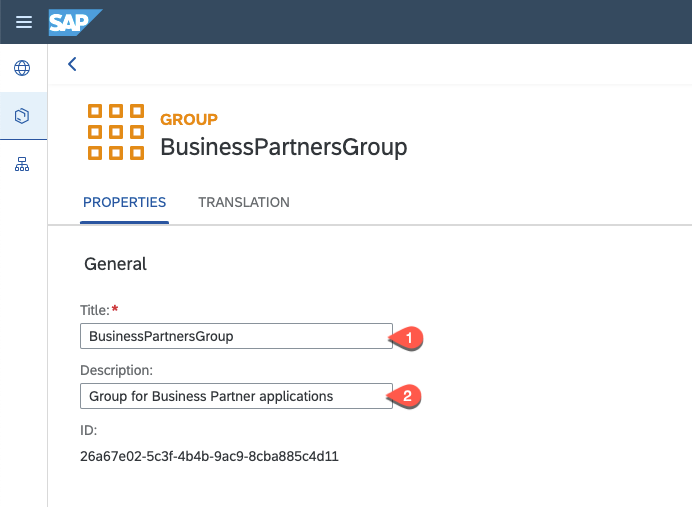 SAP
GROUP
BusinessPartnersGroup
PROPERTIES TRANSLATION
General
Title:*
BusinessPartnersGroup
1
Description:
Group for Business Partner applications
2
ID:
26a67e02-5c3f-4b4b-9ac9-8cba885c4d11